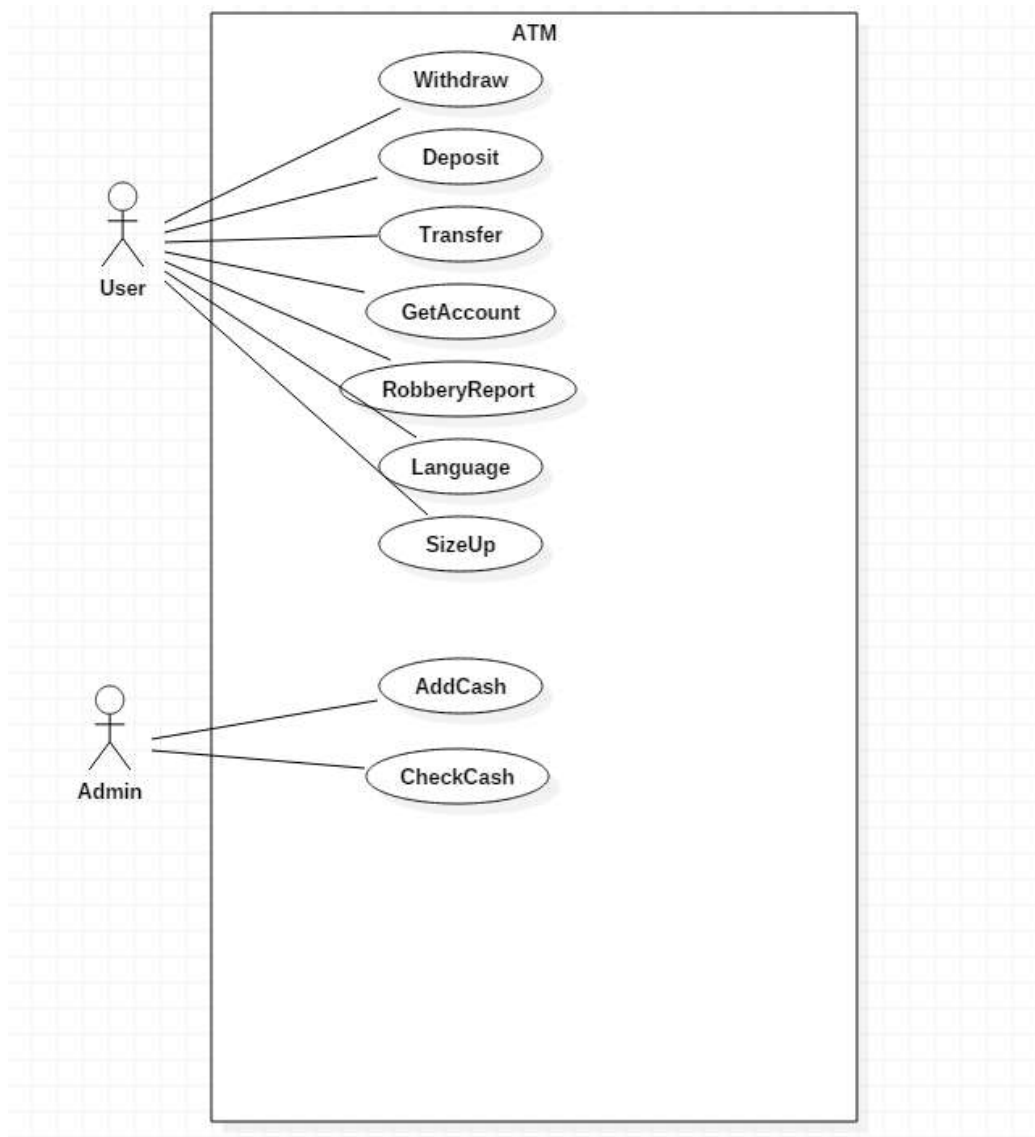 ATM
Withdraw
Deposit
Transfer
User
GetAccount
RobberyReport
Language
SizeUp
AddCash
Admin
CheckCash